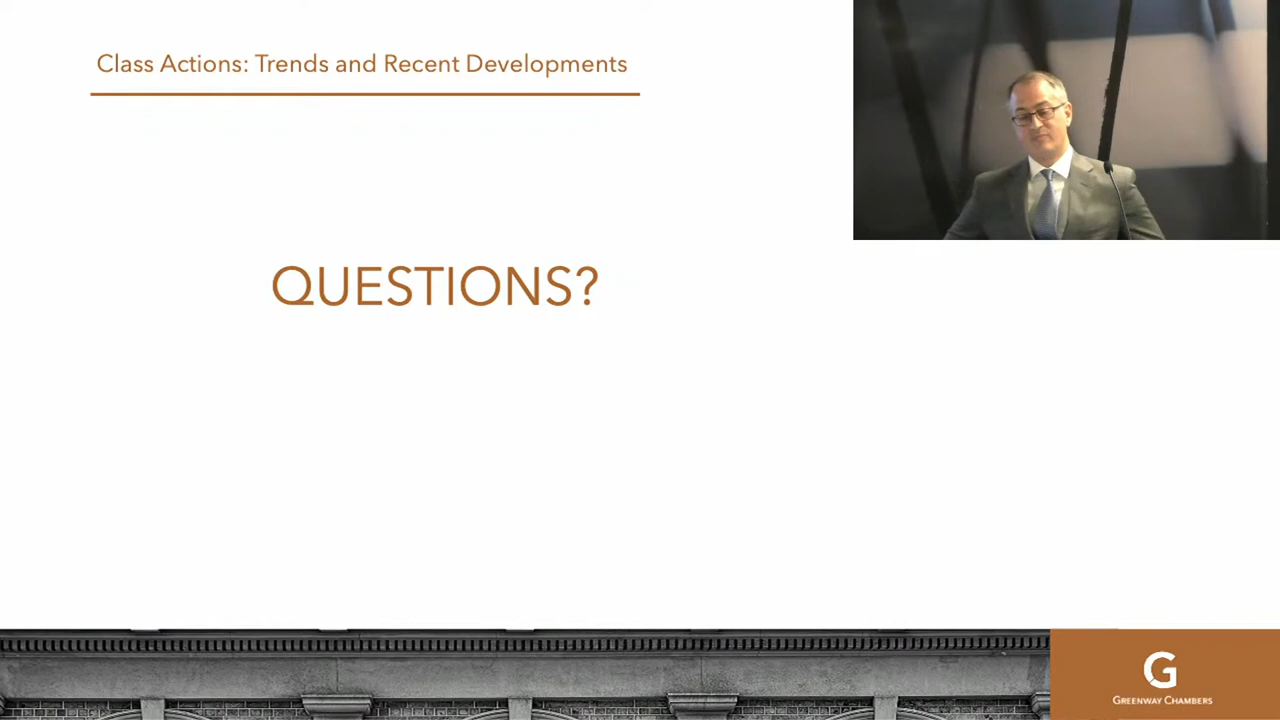 Class Actions: Trends and Recent Developments
QUESTIONS?
G
GREENWAY CHAMBERS